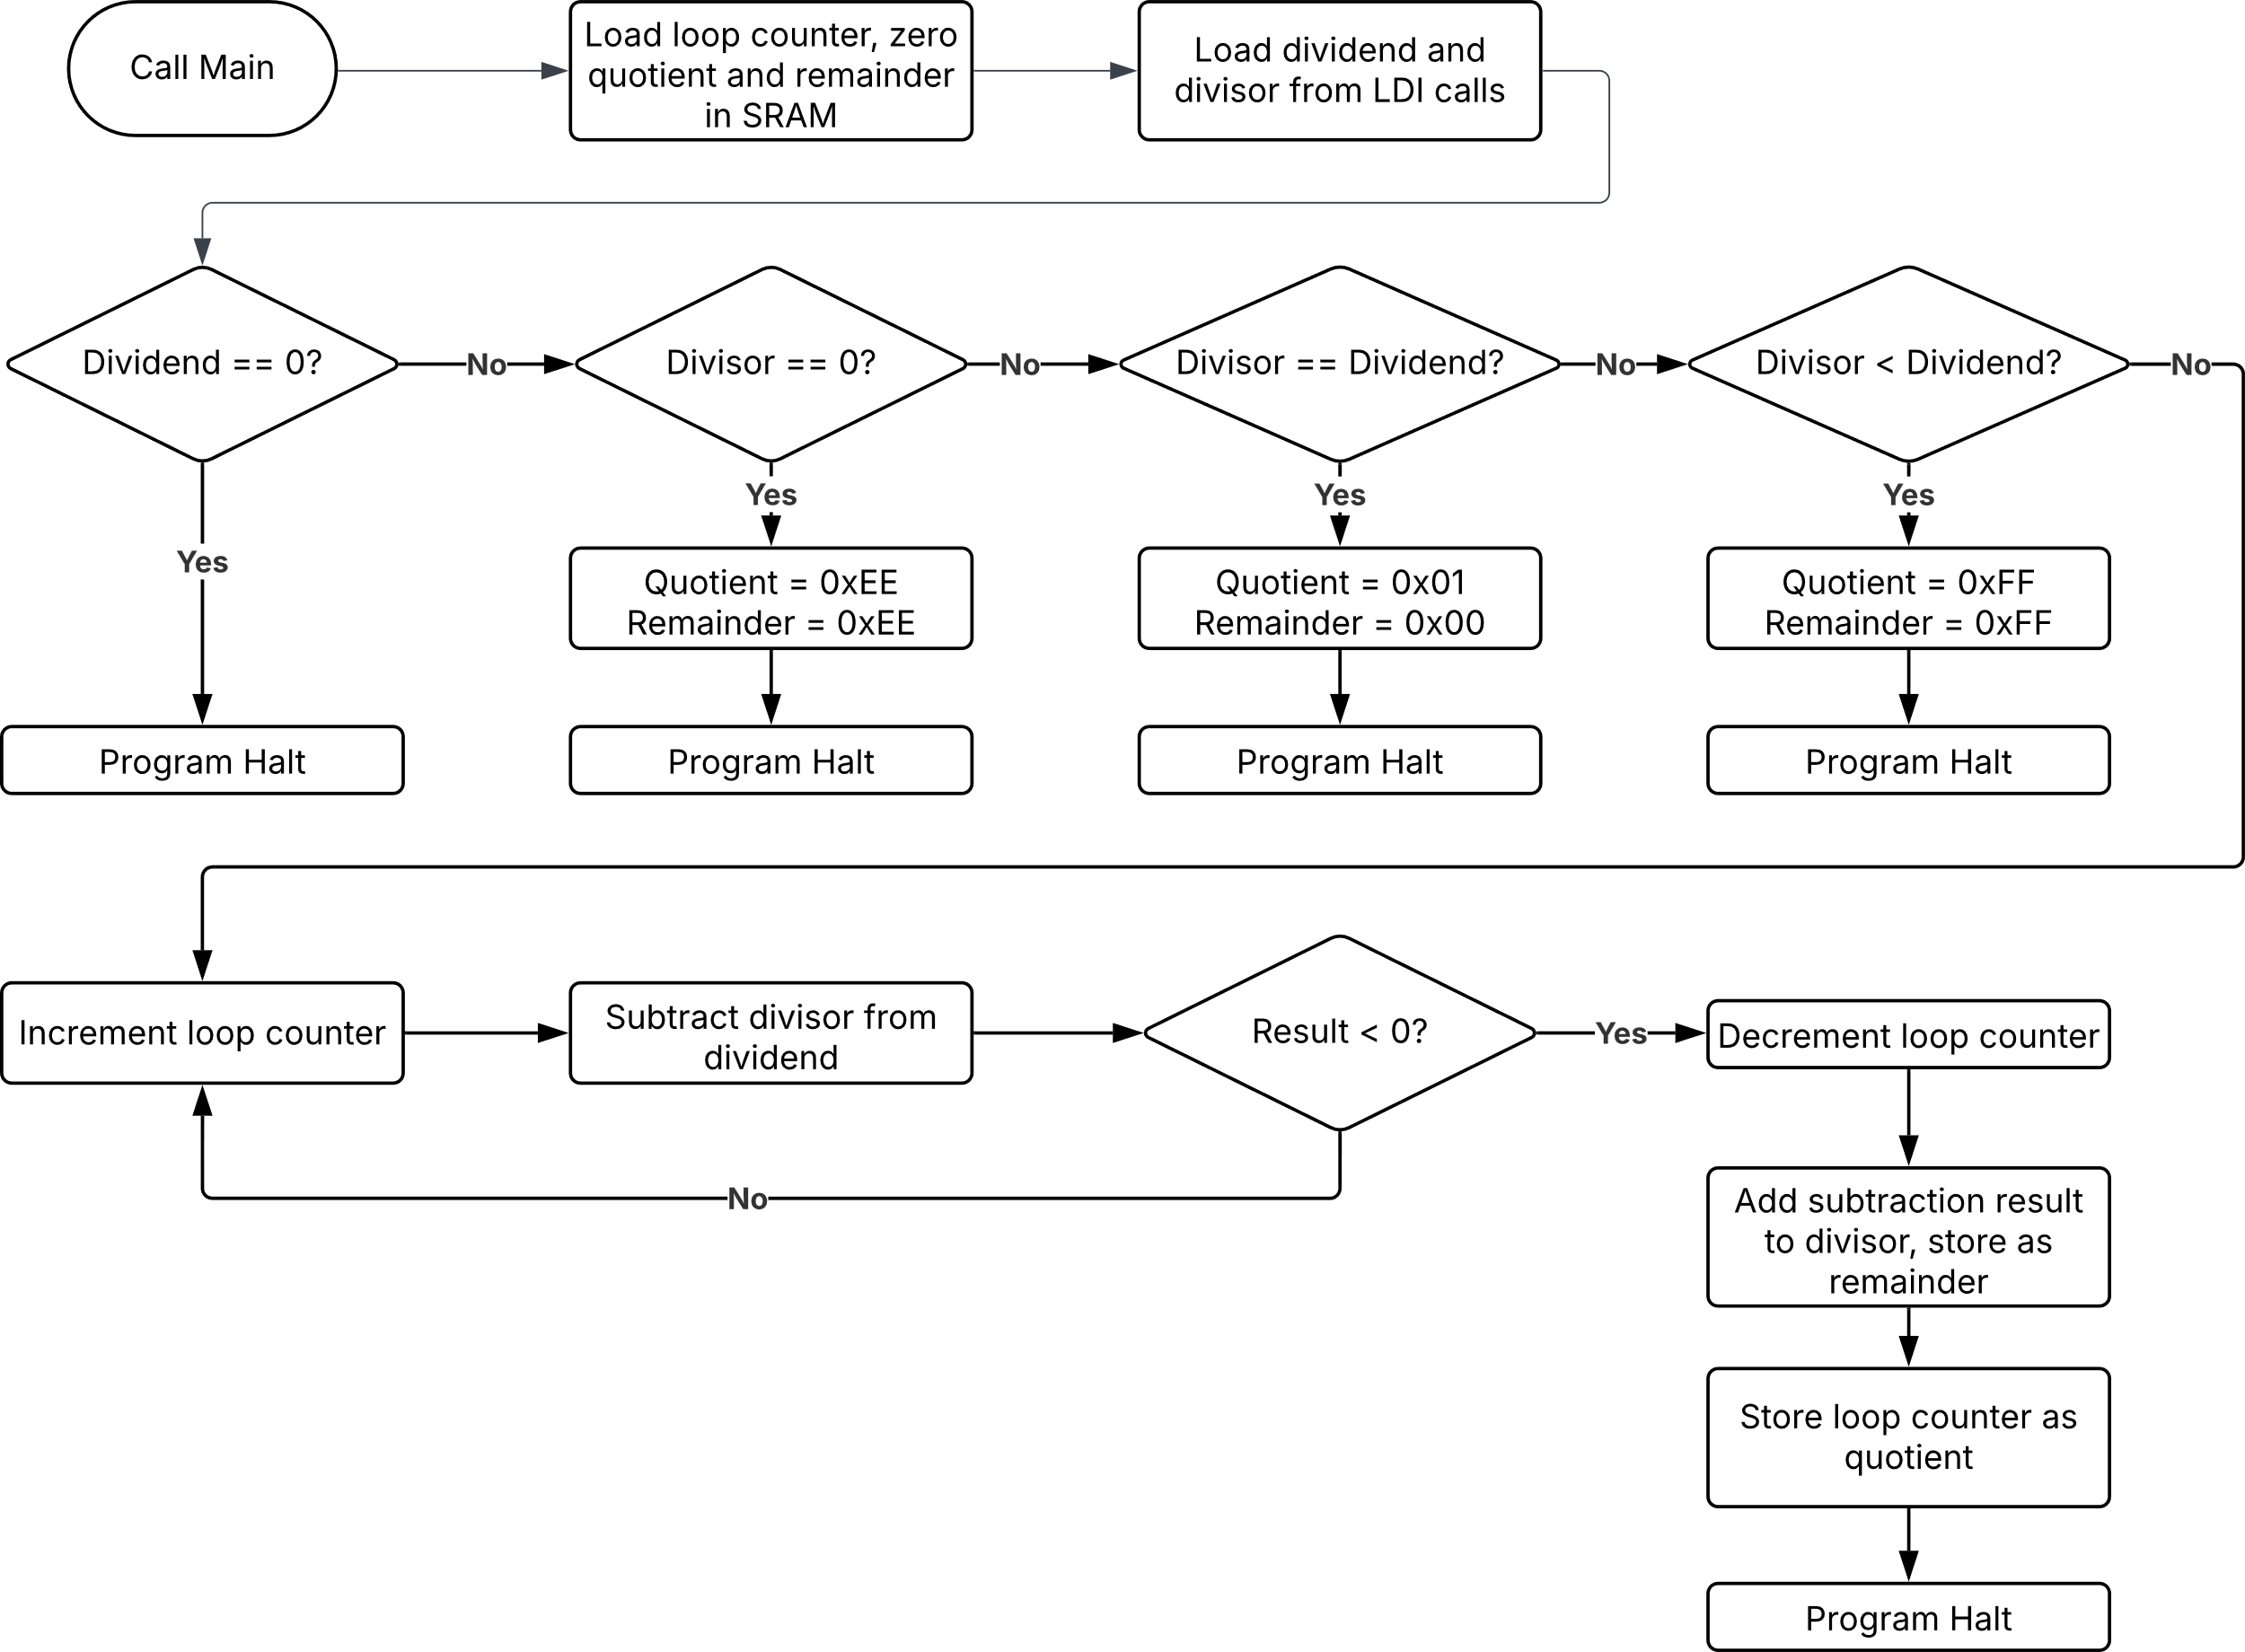 Call Main
Load loop counter, zero
quotient and remainder
in SRAM
Load dividend and
divisor from LDI calls
Dividend == 0?
No
Divisor == 0?
No
Divisor == Dividend?
No
Divisor < Dividend?
No
Yes
Yes
Yes
Yes
Quotient = 0xEE
Remainder = 0xEE
Quotient = 0x01
Remainder = 0x00
Quotient = 0xFF
Remainder = 0xFF
Program Halt
Program Halt
Program Halt
Program Halt
Increment loop counter
Subtract divisor from
dividend
Result < 0?
Yes
Decrement loop counter
No
Add subtraction result
to divisor, store as
remainder
Store loop counter as
quotient
Program Halt